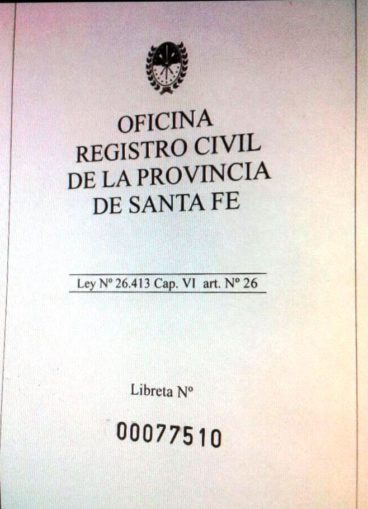 OFICINA
REGISTRO CIVIL
DE LA PROVINCIA
DE SANTA FE
Ley Nº 26.413 Cap. VI art. Nº 26
Libreta Nº
00077510